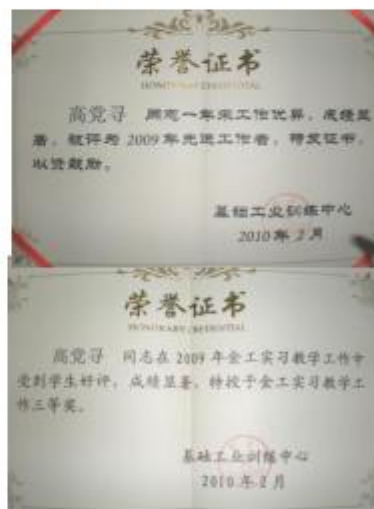 荣誉证书
HONORARY CREDENTIAL
高党寻 同志一年来工作优异，成绩显
著，被评为 2009 年先进工作者，特发证书，
以资鼓励。
基础工业训练中心
2010 年 2 月
荣誉证书
HONORARY CREDENTIAL
高党寻 同志在 2009 年金工实习教学工作中
受到学生好评，成绩显著，特授予金工实习教学工
作三等奖。
基础工业训练中心
2010 年 2 月